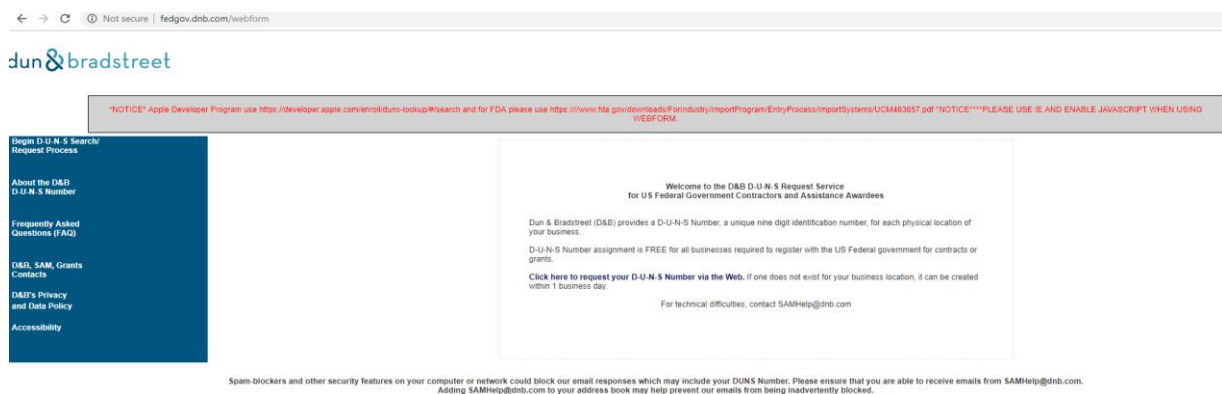 Not secure | fedgov.dnb.com/webform
dun & bradstreet
*NOTICE* Apple Developer Program use https://developer.apple.com/enroll/duns-lookup/#/search and for FDA please use https:///www.fda.gov/downloads/ForIndustry/ImportProgram/EntryProcess/ImportSystems/UCM483657.pdf *NOTICE****PLEASE USE IE AND ENABLE JAVASCRIPT WHEN USING
WEBFORM.
Begin D-U-N-S Search/
Request Process
About the D&B
D-U-N-S Number
Frequently Asked
Questions (FAQ)
D&B, SAM, Grants
Contacts
D&B's Privacy
and Data Policy
Accessibility
Welcome to the D&B D-U-N-S Request Service
for US Federal Government Contractors and Assistance Awardees
Dun & Bradstreet (D&B) provides a D-U-N-S Number, a unique nine digit identification number, for each physical location of
your business.
D-U-N-S Number assignment is FREE for all businesses required to register with the US Federal government for contracts or
grants.
Click here to request your D-U-N-S Number via the Web. If one does not exist for your business location, it can be created
within 1 business day.
For technical difficulties, contact SAMHelp@dnb.com
Spam-blockers and other security features on your computer or network could block our email responses which may include your DUNS Number. Please ensure that you are able to receive emails from SAMHelp@dnb.com.
Adding SAMHelp@dnb.com to your address book may help prevent our emails from being inadvertently blocked.